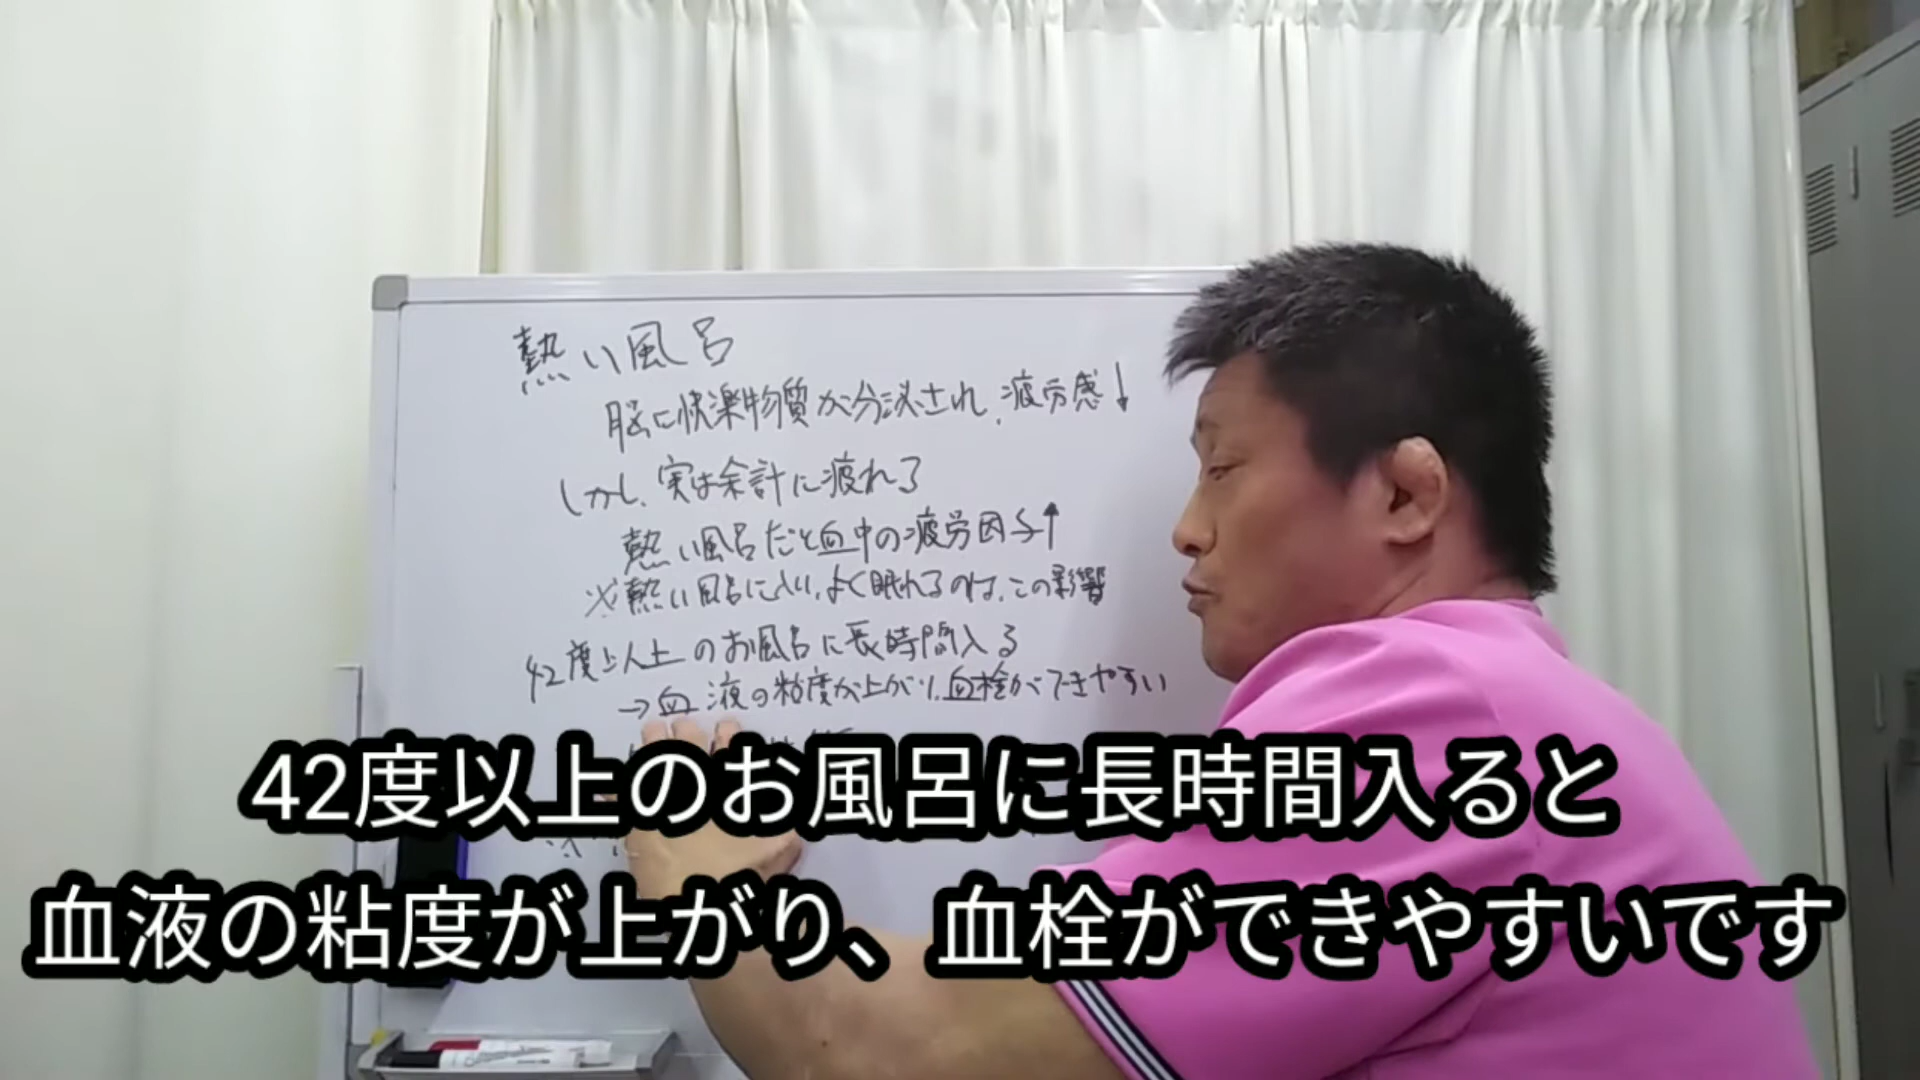 熱い風呂
脳に快楽物質が分泌され、疲労感↓
しかし、実は余計に疲れる
熱い風呂だと血中の疲労因子↑
※熱い風呂に入り、よく眠れるのは、この影響
42度以上のお風呂に長時間入る
→血液の粘度が上がり、血栓ができやすい
42度以上のお風呂に長時間入ると
血液の粘度が上がり、血栓ができやすいです